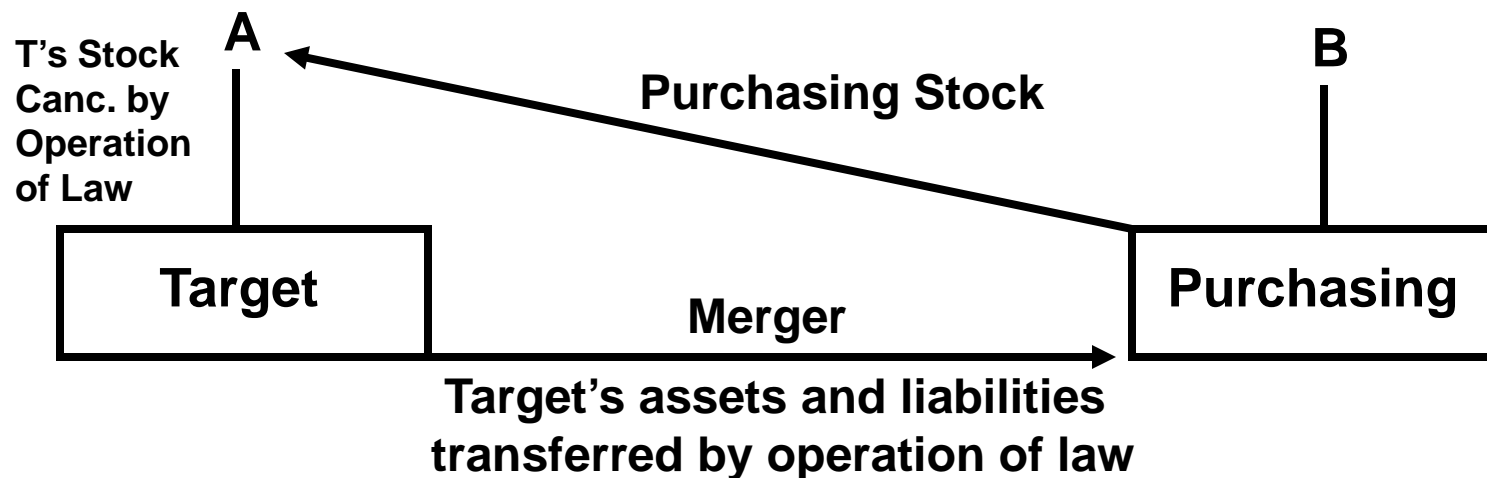 T’s Stock
Canc. by
Operation
of Law
A
Purchasing Stock
B
Target
Merger
Purchasing
Target’s assets and liabilities
transferred by operation of law